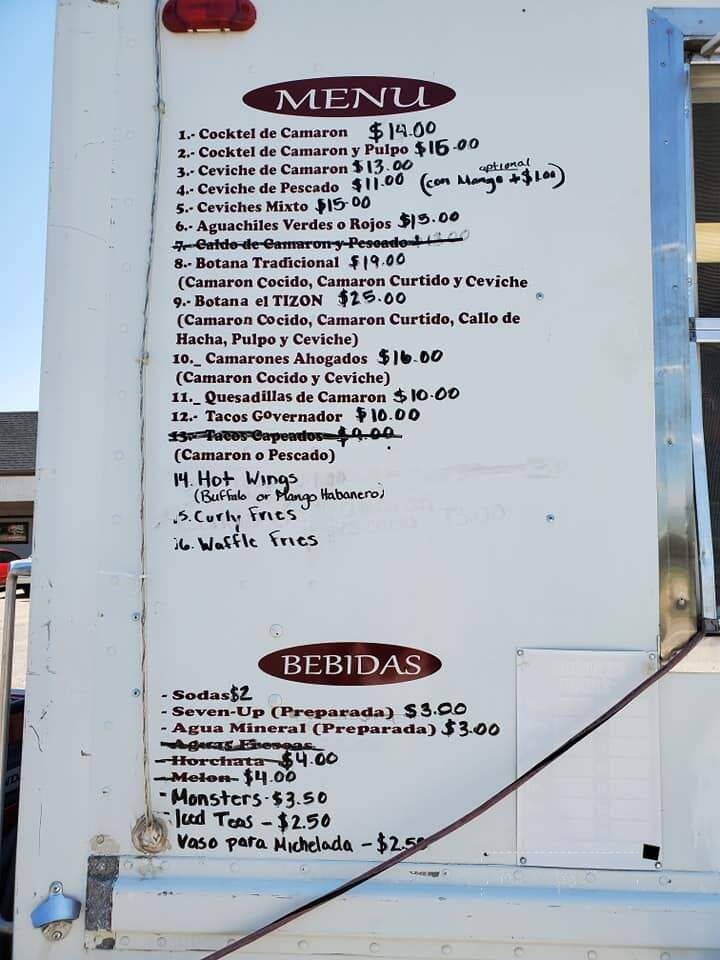 MENU
1.- Cocktel de Camaron $14.00
2.- Cocktel de Camaron y Pulpo $15.00
3.- Ceviche de Camaron $13.00 optional
4.- Ceviche de Pescado $11.00 (con Mango +$1.00)
5.- Ceviches Mixto $15.00
6.- Aguachiles Verdes o Rojos $15.00
7.- Caldo de Camaron y Pescado $13.00
8.- Botana Tradicional $19.00
(Camaron Cocido, Camaron Curtido y Ceviche
9.- Botana el TIZON $25.00
(Camaron Cocido, Camaron Curtido, Callo de
Hacha, Pulpo y Ceviche)
10._ Camarones Ahogados $16.00
(Camaron Cocido y Ceviche)
11._ Quesadillas de Camaron $10.00
12.- Tacos Governador $10.00
13.- Tacos Capeados $9.00
(Camaron o Pescado)
14. Hot Wings
(Buffalo or Mango Habanero)
15. Curly Fries
16. Waffle Fries
BEBIDAS
- Sodas $2
- Seven-Up (Preparada) $3.00
- Agua Mineral (Preparada) $3.00
Aguas Frescas
- Horchata $4.00
- Melon $4.00
- Monsters - $3.50
- Iced Teas - $2.50
- Vaso para Michelada - $2.50